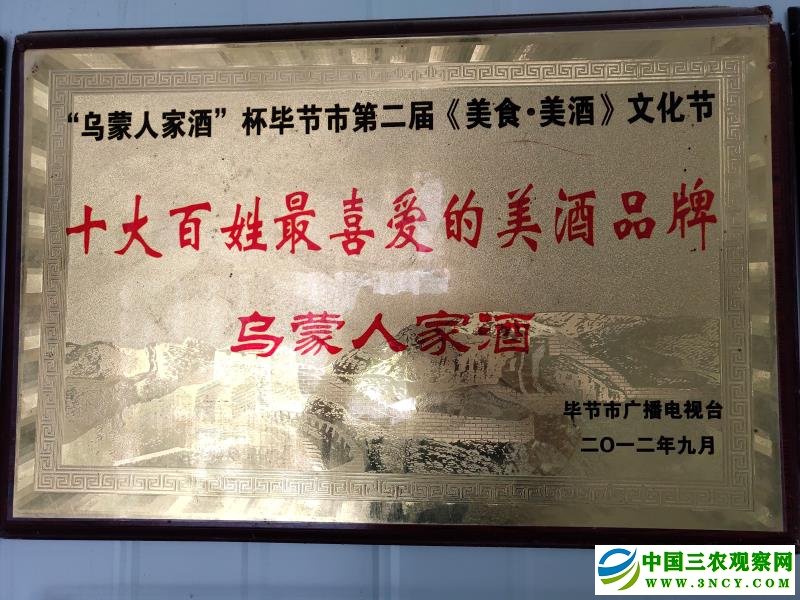 “乌蒙人家酒”杯毕节市第二届《美食·美酒》文化节
十大百姓最喜爱的美酒品牌
乌蒙人家酒
毕节市广播电视台
二〇一二年九月
中国三农观察网
WWW.3NCY.COM